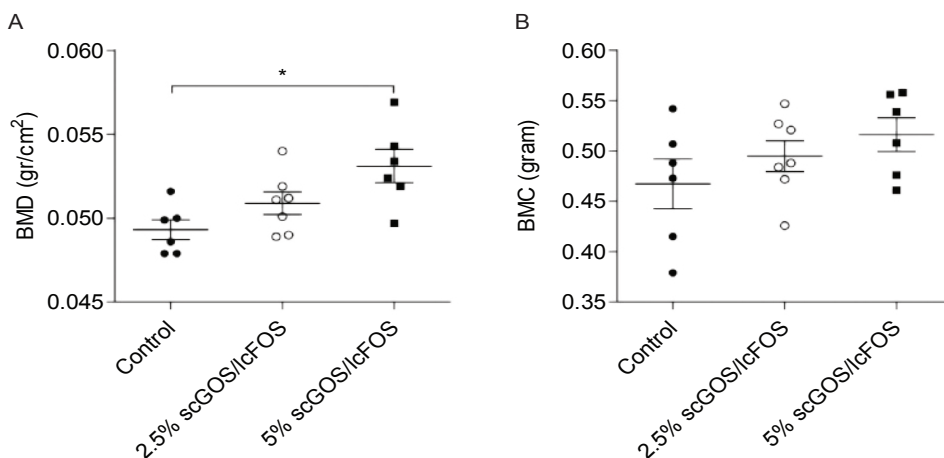 A
BMD (gr/cm²)
0.060
0.055
0.050
0.045
*
Control
2.5% scGOS/lcFOS
5% scGOS/lcFOS
B
BMC (gram)
0.60
0.55
0.50
0.45
0.40
0.35
Control
2.5% scGOS/lcFOS
5% scGOS/lcFOS